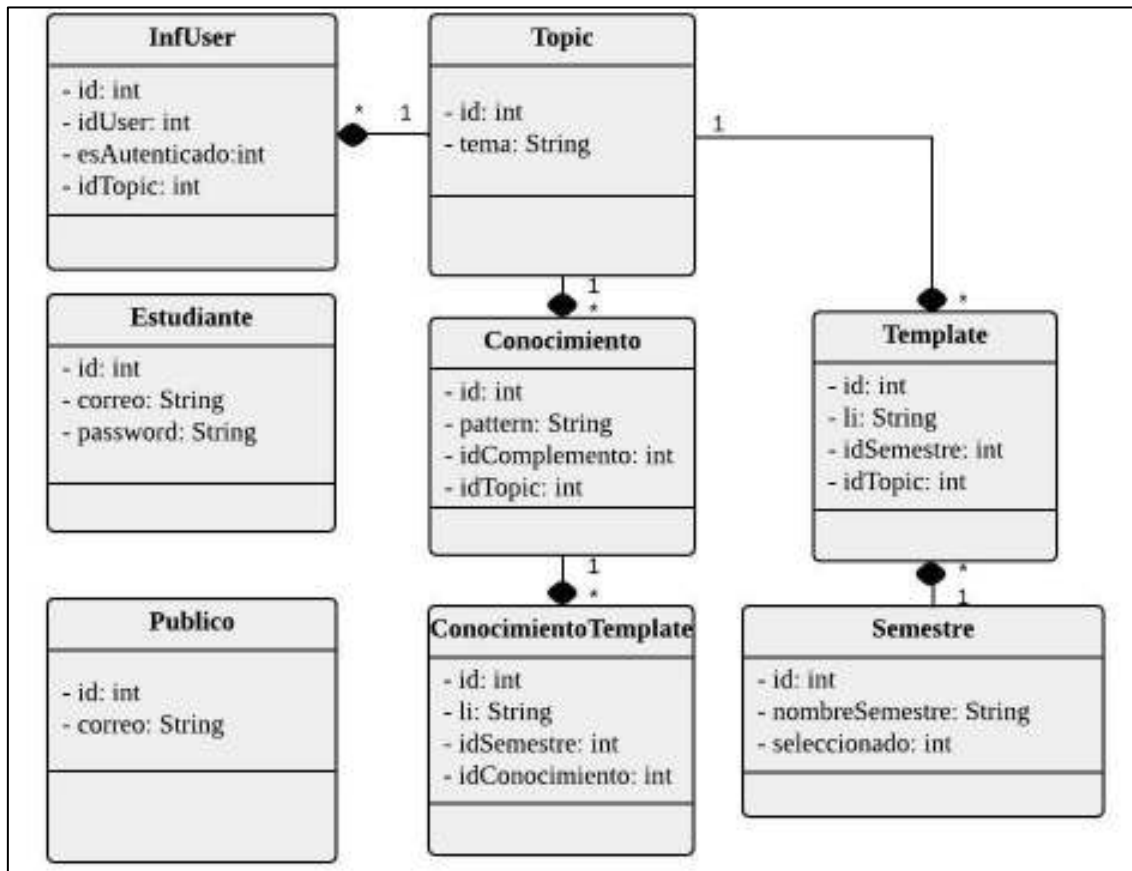 InfUser
- id: int
- idUser: int
- esAutenticado:int
- idTopic: int
*
1
Topic
- id: int
- tema: String
1
1
*
*
Estudiante
- id: int
- correo: String
- password: String
Conocimiento
- id: int
- pattern: String
- idComplemento: int
- idTopic: int
Template
- id: int
- li: String
- idSemestre: int
- idTopic: int
1
*
*
1
Publico
- id: int
- correo: String
ConocimientoTemplate
- id: int
- li: String
- idSemestre: int
- idConocimiento: int
Semestre
- id: int
- nombreSemestre: String
- seleccionado: int